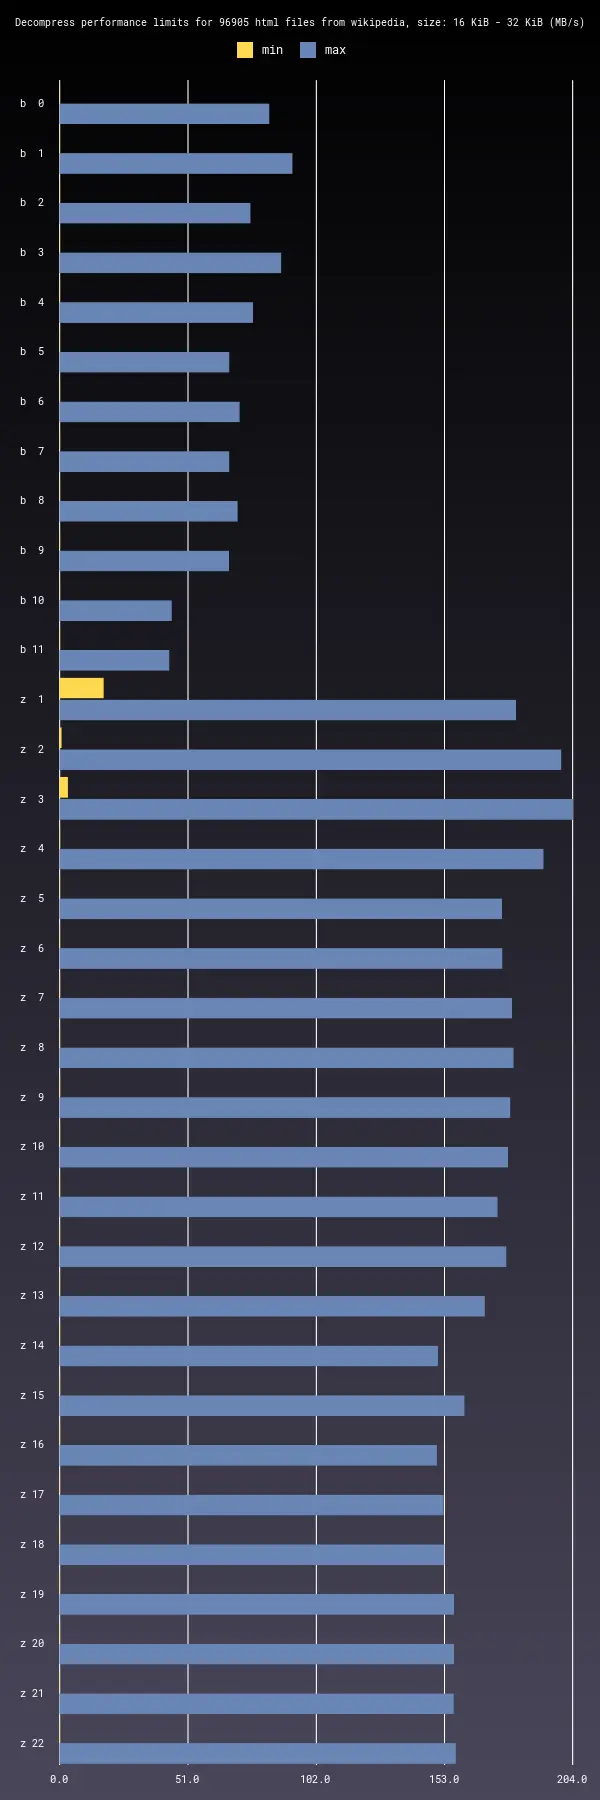 Decompress performance limits for 96905 html files from wikipedia, size: 16 KiB - 32 KiB (MB/s)
min max
b 0
b 1
b 2
b 3
b 4
b 5
b 6
b 7
b 8
b 9
b 10
b 11
z 1
z 2
z 3
z 4
z 5
z 6
z 7
z 8
z 9
z 10
z 11
z 12
z 13
z 14
z 15
z 16
z 17
z 18
z 19
z 20
z 21
z 22
0.0 51.0 102.0 153.0 204.0